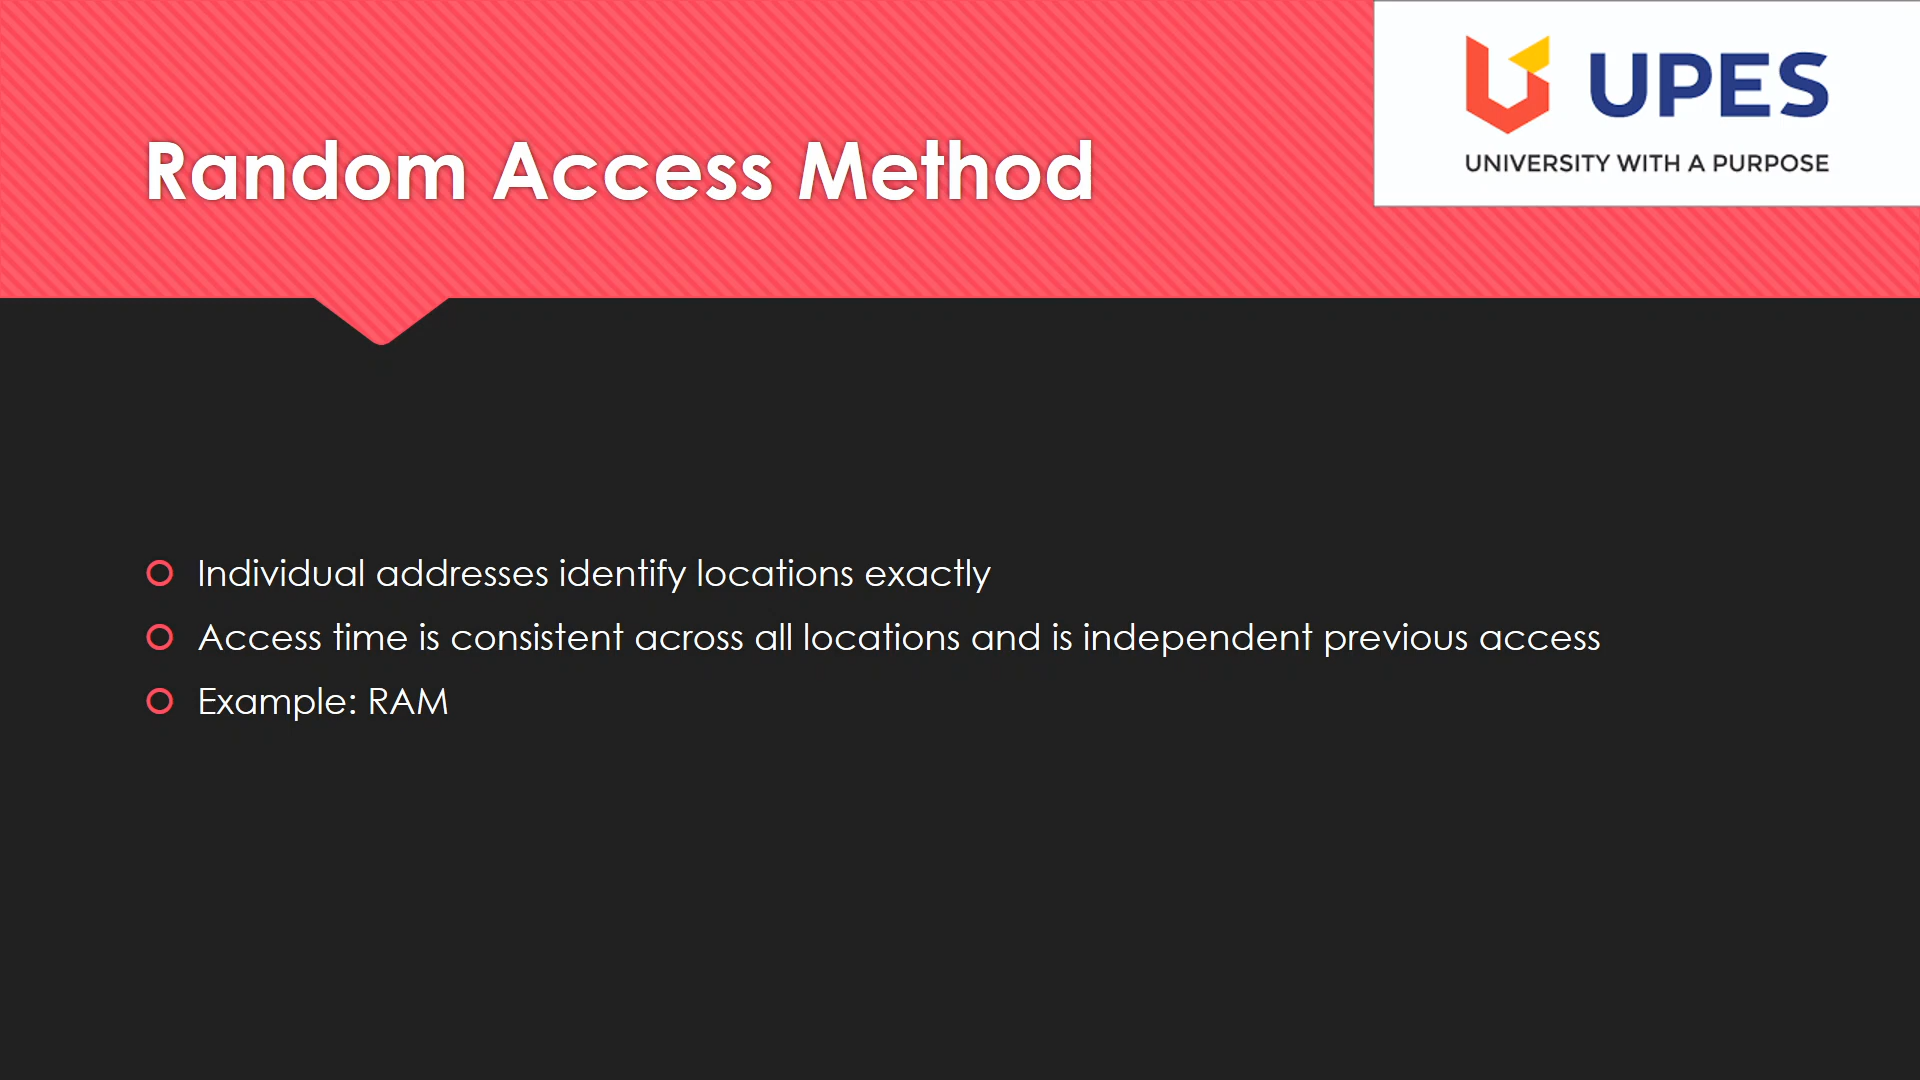 UPES
UNIVERSITY WITH A PURPOSE
Random Access Method
Individual addresses identify locations exactly
Access time is consistent across all locations and is independent previous access
Example: RAM